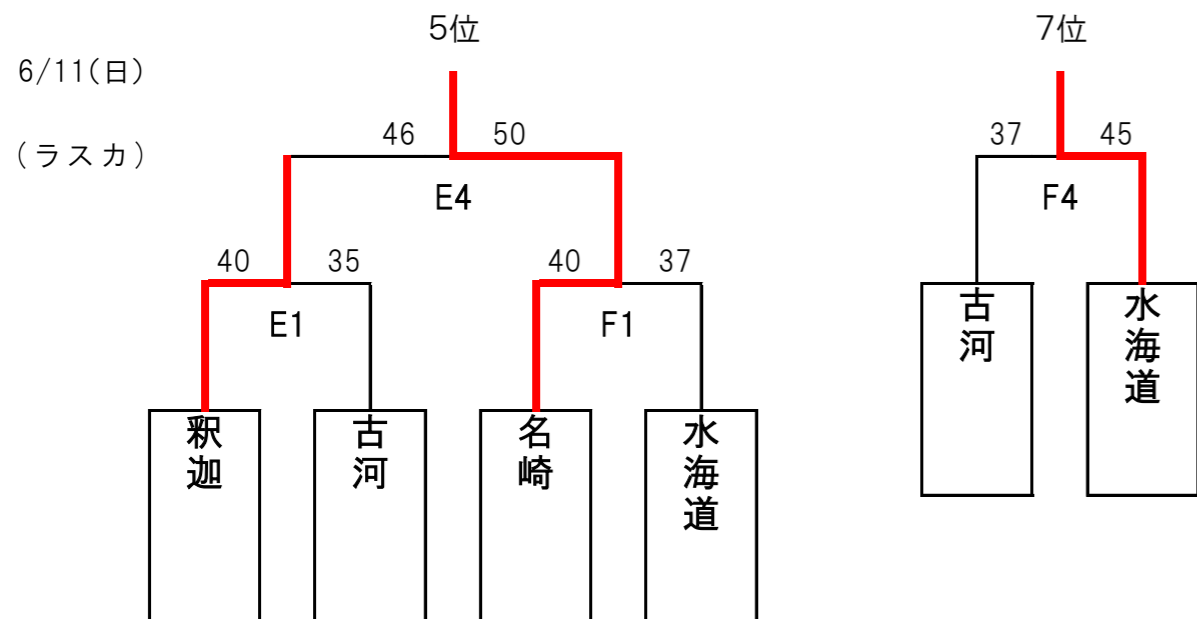 5位
7位
6/11(日)
46 50
37 45
(ラスカ)
E4
F4
40 35 40 37
E1
F1
古河
水海道
釈迦
古河
名崎
水海道